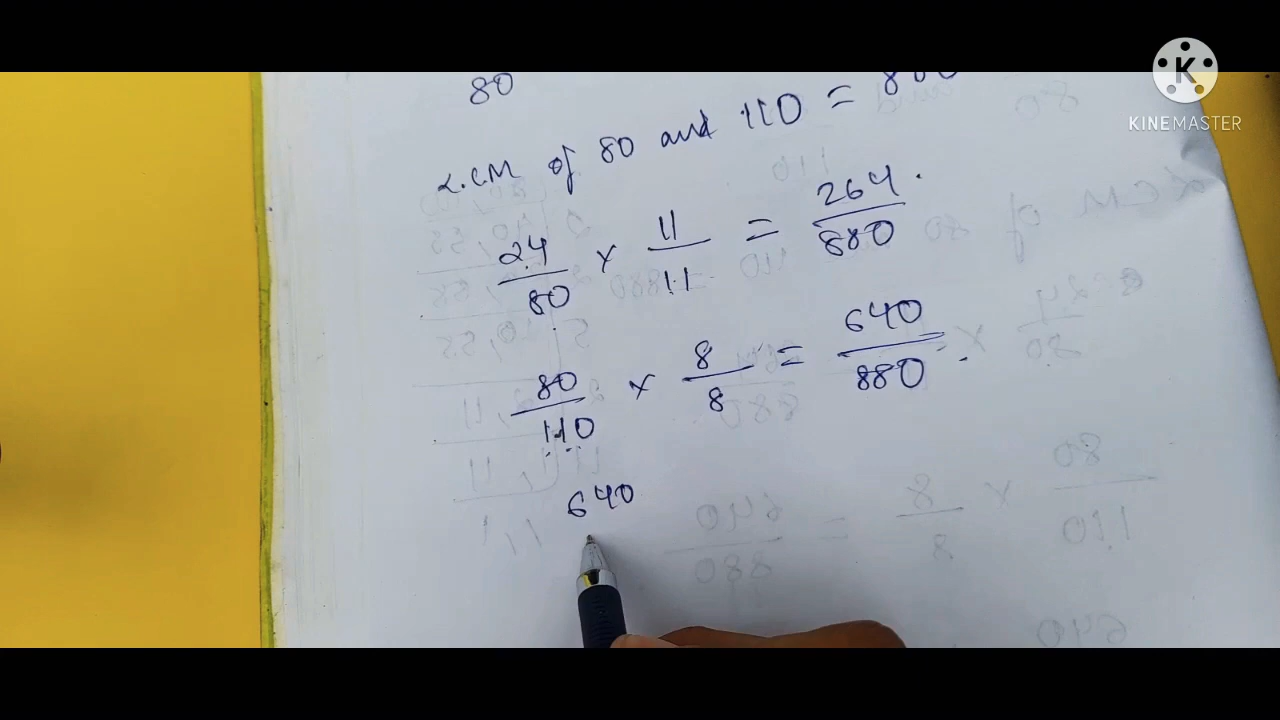 K
KINEMASTER
80
L.CM of 80 and 110 = 880
24/80 × 11/11 = 264/880.
80/110 × 8/8 = 640/880.
640